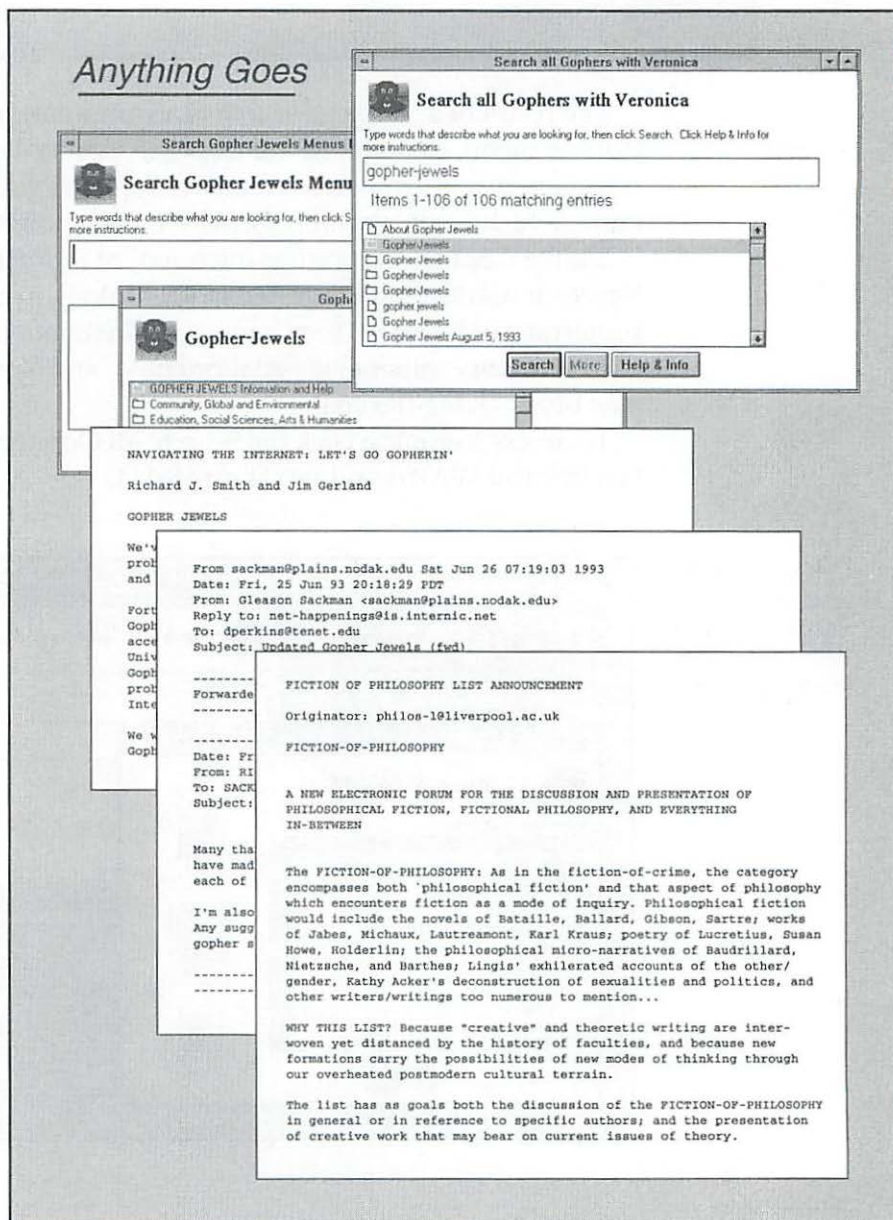 Anything Goes
Search all Gophers with Veronica
Search all Gophers with Veronica
Type words that describe what you are looking for, then click Search. Click Help & Info for
more instructions.
gopher-jewels
Items 1-106 of 106 matching entries
About Gopher Jewels
Gopher-Jewels
Gopher-Jewels
Gopher-Jewels
Gopher-Jewels
gopher.jewels
Gopher-Jewels
Gopher-Jewels August 5, 1993
Search More Help & Info
Search Gopher Jewels Menus
Search Gopher Jewels Menu
Type words that describe what you are looking for, then click S
more instructions.
Goph
Gopher-Jewels
GOPHER JEWELS Information and Help
Community, Global and Environmental
Education, Social Sciences, Arts & Humanities
NAVIGATING THE INTERNET: LET'S GO GOPHERIN'
Richard J. Smith and Jim Gerland
GOPHER JEWELS
We'v
prob
and
Fort
Goph
acce
Univ
Goph
prob
Inte
We w
Goph
From sackman@plains.nodak.edu Sat Jun 26 07:19:03 1993
Date: Fri, 25 Jun 93 20:18:29 PDT
From: Gleason Sackman <sackman@plains.nodak.edu>
Reply to: net-happenings@is.internic.net
To: dperkins@tenet.edu
Subject: Updated Gopher Jewels (fwd)
----------
Forwarde
----------
----------
Date: Fr
From: RI
To: SACK
Subject:
Many tha
have mad
each of
I'm also
Any sugg
gopher s
----------
----------
FICTION OF PHILOSOPHY LIST ANNOUNCEMENT
Originator: philos-l@liverpool.ac.uk
FICTION-OF-PHILOSOPHY
A NEW ELECTRONIC FORUM FOR THE DISCUSSION AND PRESENTATION OF
PHILOSOPHICAL FICTION, FICTIONAL PHILOSOPHY, AND EVERYTHING
IN-BETWEEN
The FICTION-OF-PHILOSOPHY: As in the fiction-of-crime, the category
encompasses both `philosophical fiction' and that aspect of philosophy
which encounters fiction as a mode of inquiry. Philosophical fiction
would include the novels of Bataille, Ballard, Gibson, Sartre; works
of Jabes, Michaux, Lautreamont, Karl Kraus; poetry of Lucretius, Susan
Howe, Holderlin; the philosophical micro-narratives of Baudrillard,
Nietzsche, and Barthes; Lingis' exhilerated accounts of the other/
gender, Kathy Acker's deconstruction of sexualities and politics, and
other writers/writings too numerous to mention...
WHY THIS LIST? Because "creative" and theoretic writing are inter-
woven yet distanced by the history of faculties, and because new
formations carry the possibilities of new modes of thinking through
our overheated postmodern cultural terrain.
The list has as goals both the discussion of the FICTION-OF-PHILOSOPHY
in general or in reference to specific authors; and the presentation
of creative work that may bear on current issues of theory.